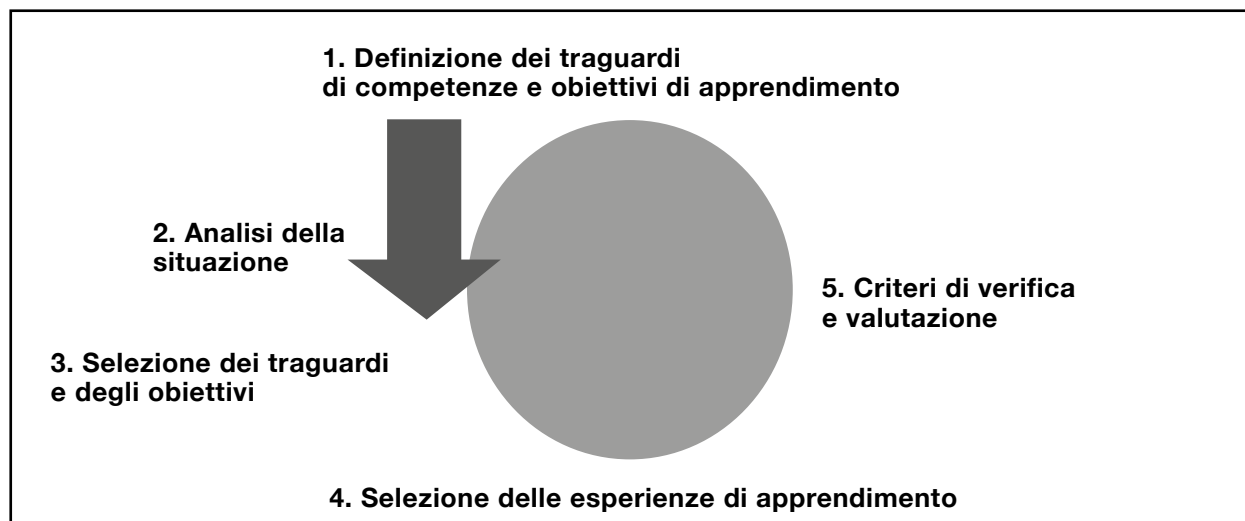 1. Definizione dei traguardi
di competenze e obiettivi di apprendimento
2. Analisi della
situazione
5. Criteri di verifica
e valutazione
3. Selezione dei traguardi
e degli obiettivi
4. Selezione delle esperienze di apprendimento